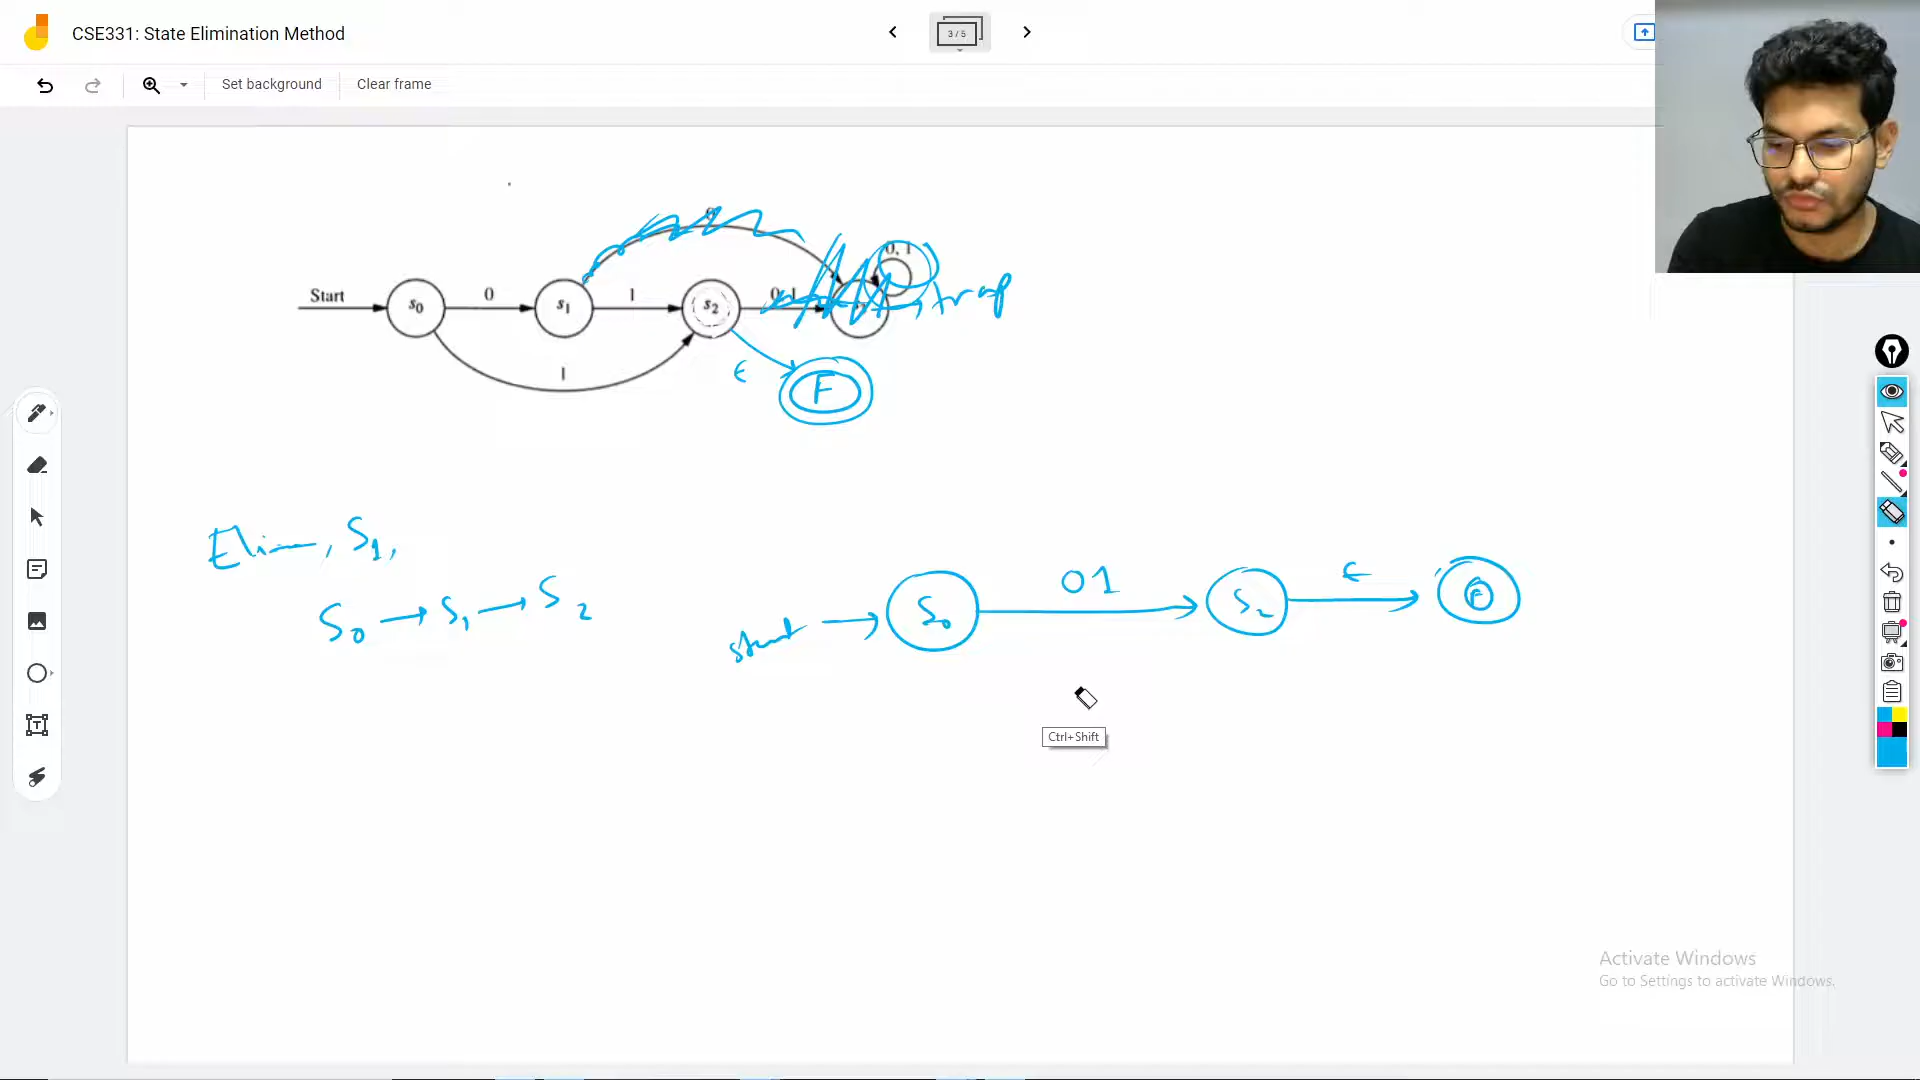 CSE331: State Elimination Method
3 / 5
Set background
Clear frame
0, 1
Start
s0
0
s1
1
s2
0, 1
trap
1
ϵ
F
Elim, S1,
S0 → S1 → S2
start
S0
01
S2
ϵ
F
Ctrl+Shift
Activate Windows
Go to Settings to activate Windows.